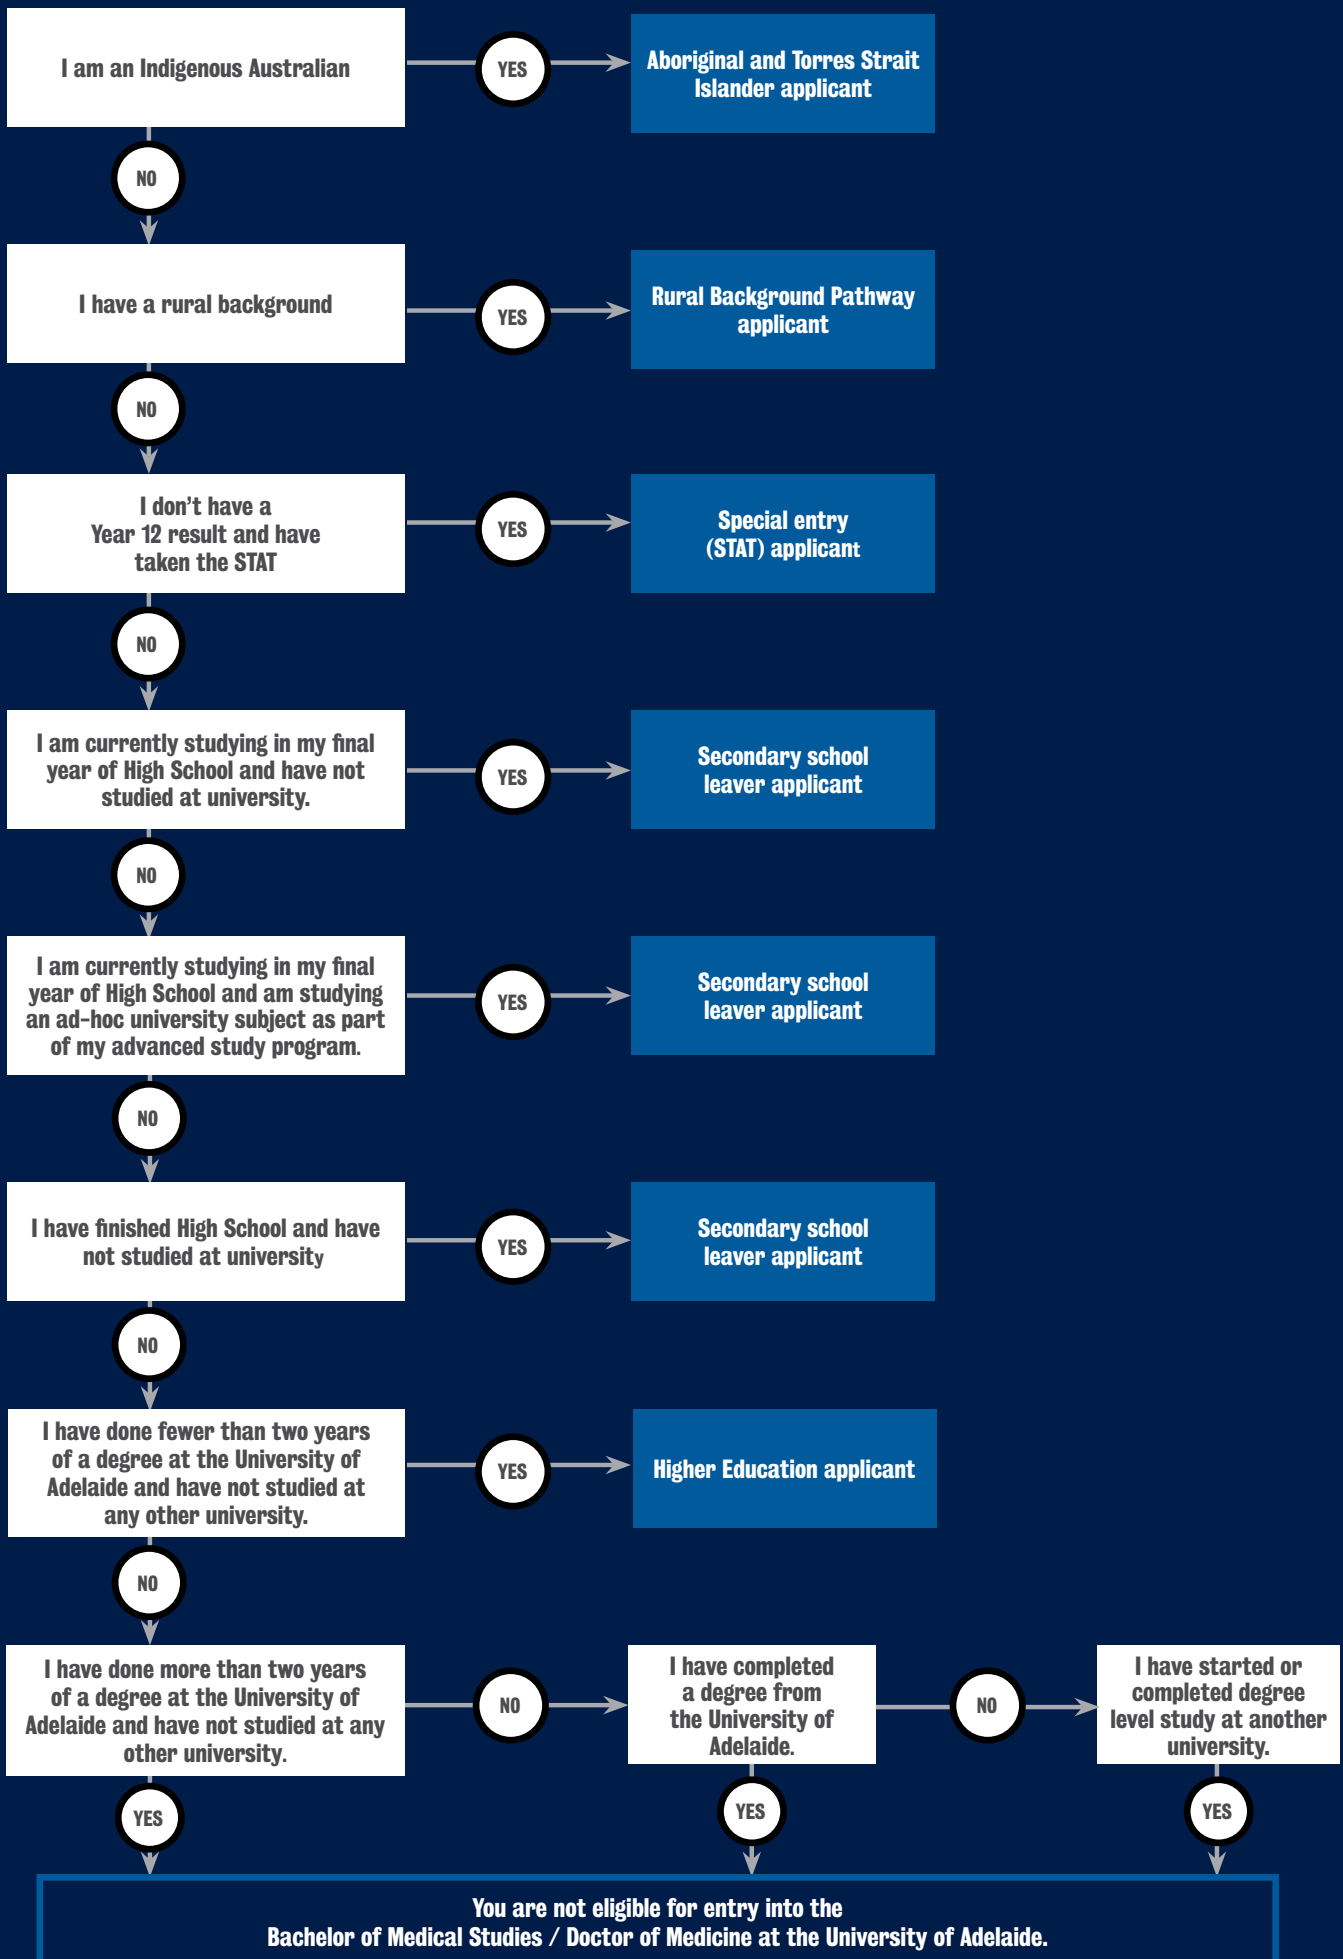 I am an Indigenous Australian
YES
Aboriginal and Torres Strait
Islander applicant
NO
I have a rural background
YES
Rural Background Pathway
applicant
NO
I don't have a
Year 12 result and have
taken the STAT
YES
Special entry
(STAT) applicant
NO
I am currently studying in my final
year of High School and have not
studied at university.
YES
Secondary school
leaver applicant
NO
I am currently studying in my final
year of High School and am studying
an ad-hoc university subject as part
of my advanced study program.
YES
Secondary school
leaver applicant
NO
I have finished High School and have
not studied at university
YES
Secondary school
leaver applicant
NO
I have done fewer than two years
of a degree at the University of
Adelaide and have not studied at
any other university.
YES
Higher Education applicant
NO
I have done more than two years
of a degree at the University of
Adelaide and have not studied at any
other university.
NO
I have completed
a degree from
the University of
Adelaide.
NO
I have started or
completed degree
level study at another
university.
YES
YES
YES
You are not eligible for entry into the
Bachelor of Medical Studies / Doctor of Medicine at the University of Adelaide.